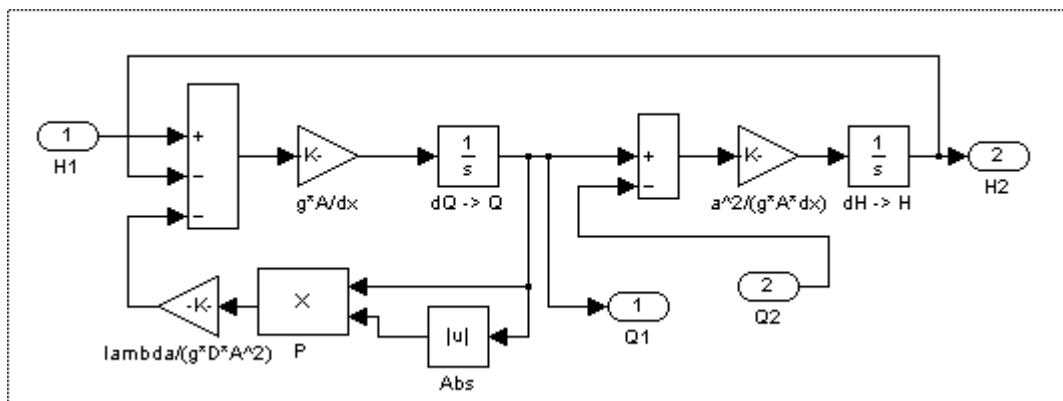 1
H1
+
−
−
K-
g*A/dx
1
s
dQ -> Q
+
−
K-
a^2/(g*A*dx)
1
s
dH -> H
2
H2
-K-
lambda/(g*D*A^2)
×
P
|u|
Abs
1
Q1
2
Q2